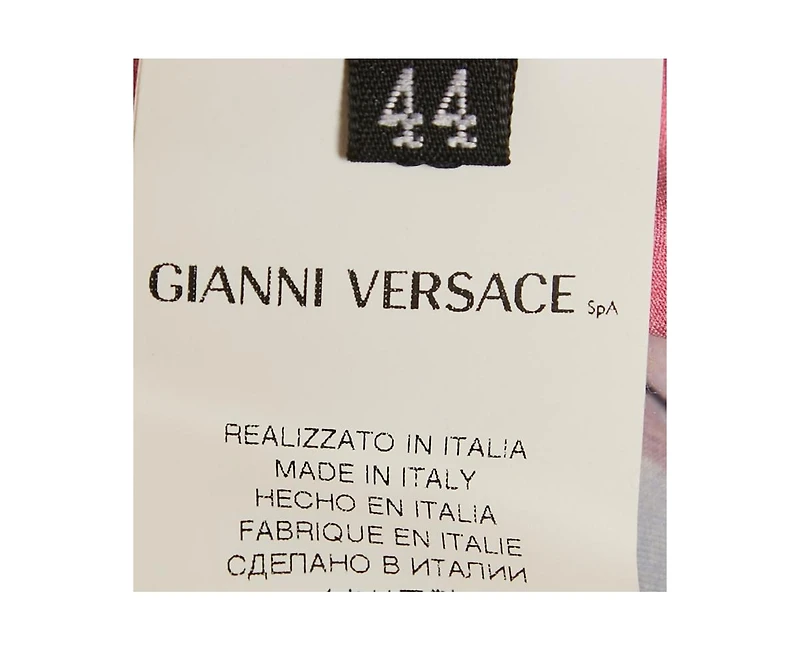 44
GIANNI VERSACE SpA
REALIZZATO IN ITALIA
MADE IN ITALY
HECHO EN ITALIA
FABRIQUE EN ITALIE
СДЕЛАНО В ИТАЛИИ